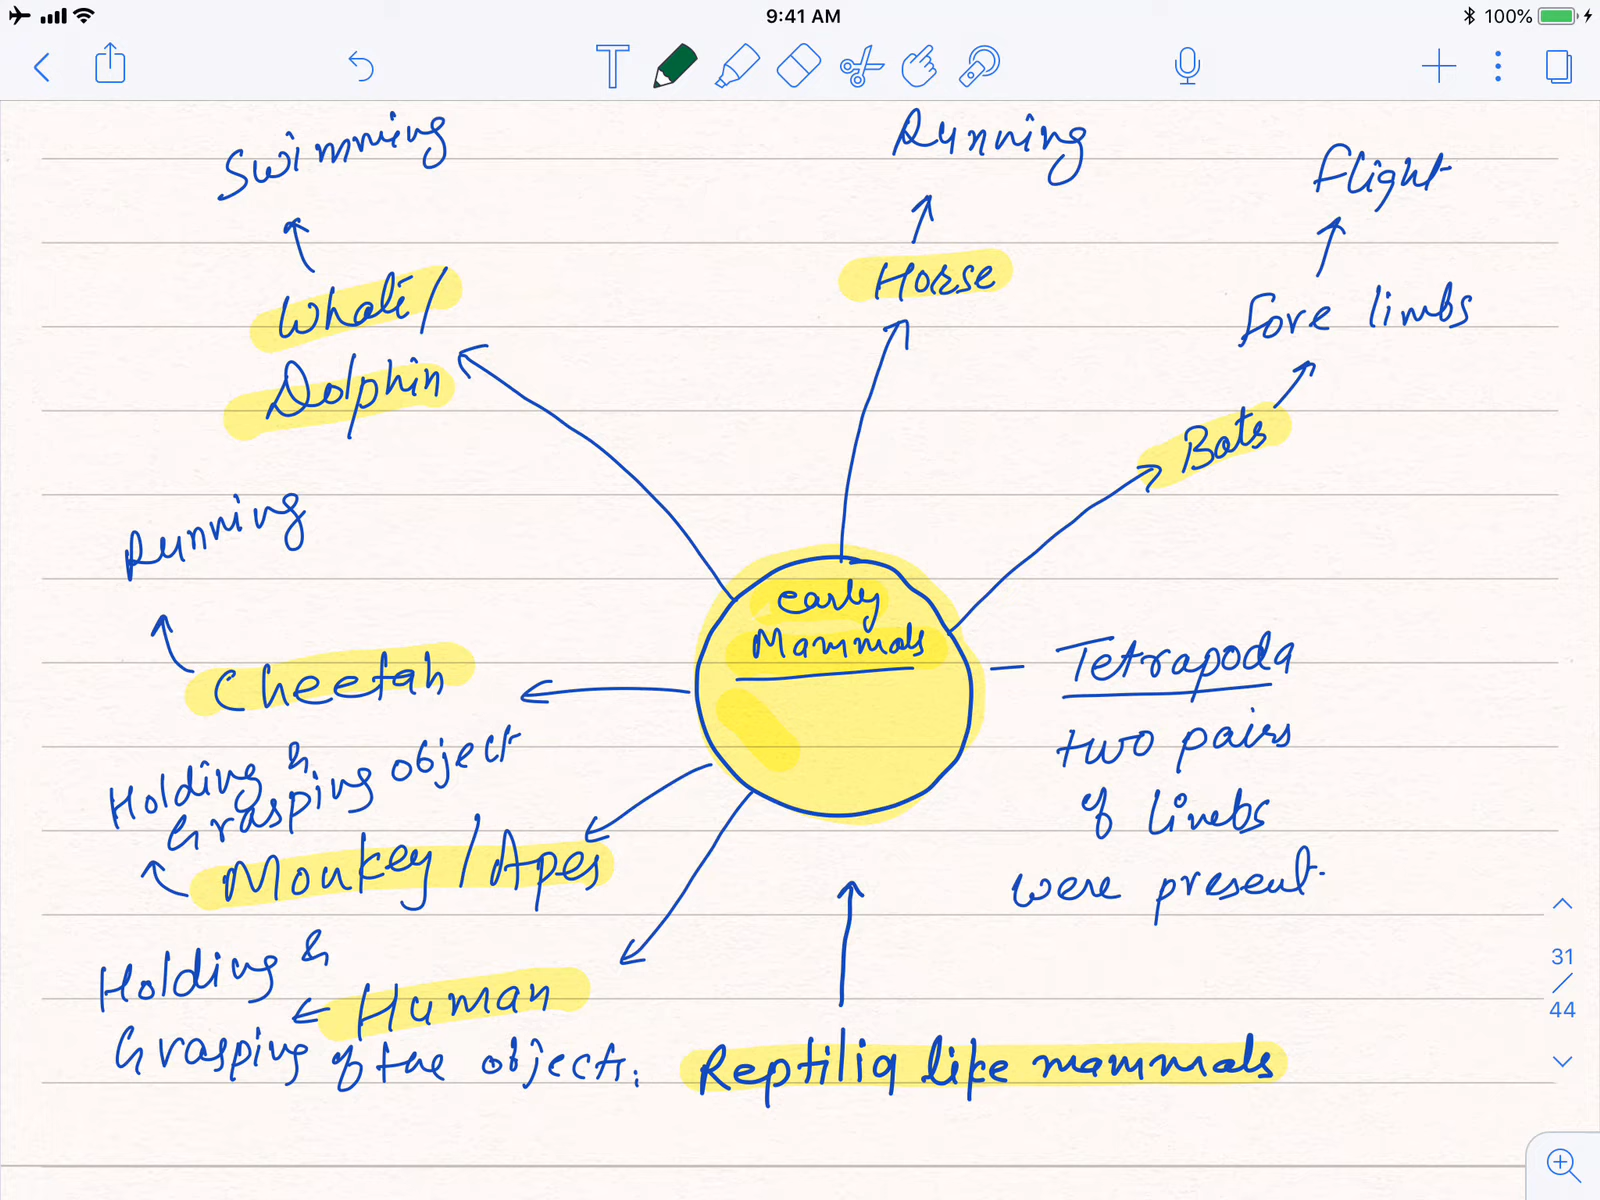 9:41 AM
100%
Swimming
Whale/
Dolphin
Running
Horse
flight
fore limbs
Bats
Running
Cheetah
early
Mammals
Tetrapoda
two pairs
of limbs
were present.
Holding &
Grasping object
Monkey/Apes
Holding &
Human
Grasping of the objects.
Reptilia like mammals
31
/
44